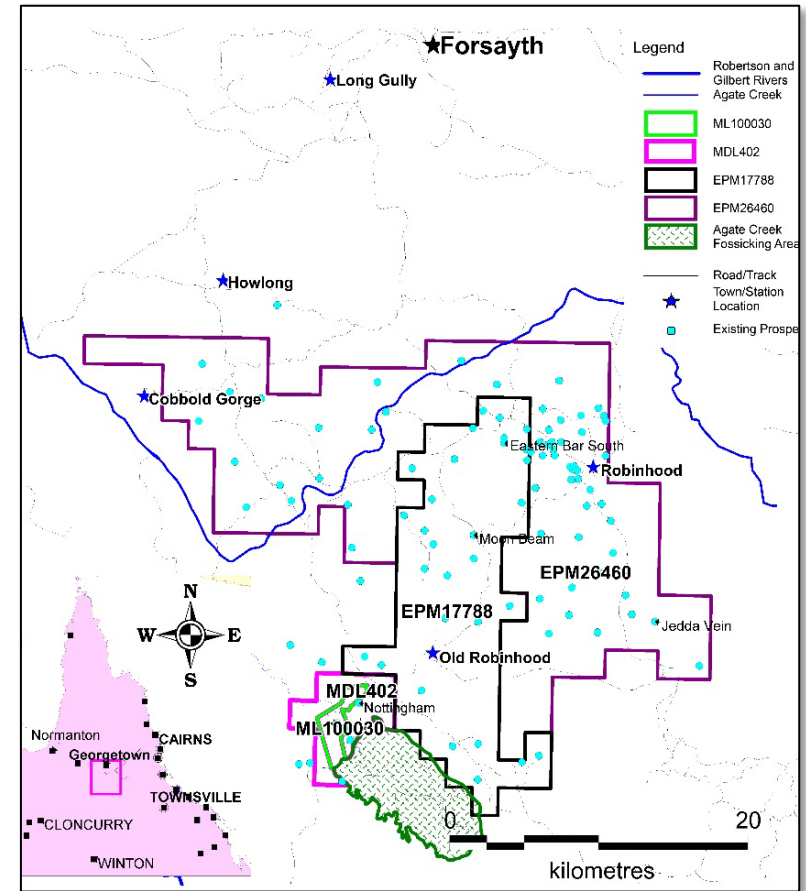 Forsayth
Long Gully
Howlong
Cobbold Gorge
Eastern Bar South
Robinhood
Moon Beam
EPM26460
EPM17788
Jedda Vein
Old Robinhood
MDL402
Nottingham
ML100030
Legend
Robertson and
Gilbert Rivers
Agate Creek
ML100030
MDL402
EPM17788
EPM26460
Agate Creek
Fossicking Area
Road/Track
Town/Station
Location
Existing Prospe
N
W
E
S
Normanton
Georgetown
CAIRNS
TOWNSVILLE
CLONCURRY
WINTON
0
20
kilometres